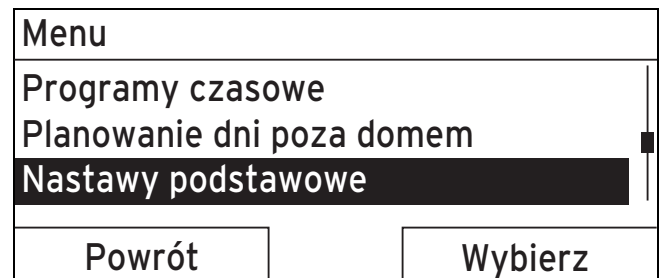 Menu
Programy czasowe
Planowanie dni poza domem
Nastawy podstawowe
Powrót
Wybierz